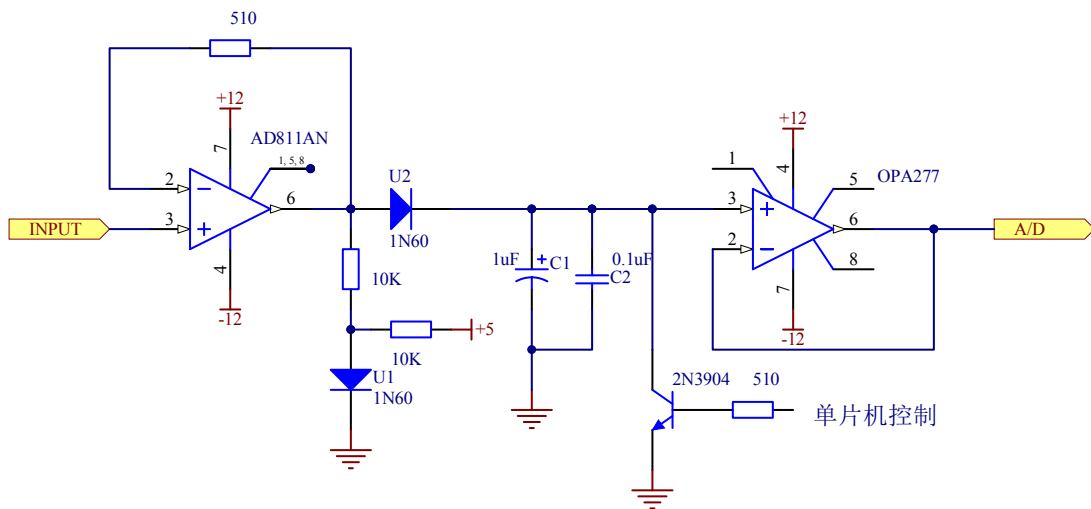 510
+12
7
AD811AN
1, 5, 8
2
3
6
INPUT
4
-12
U2
1N60
10K
10K
+5
U1
1N60
1uF
+
C1
0.1uF
C2
+12
1
4
5
OPA277
3
2
6
A/D
8
7
-12
2N3904
510
单片机控制